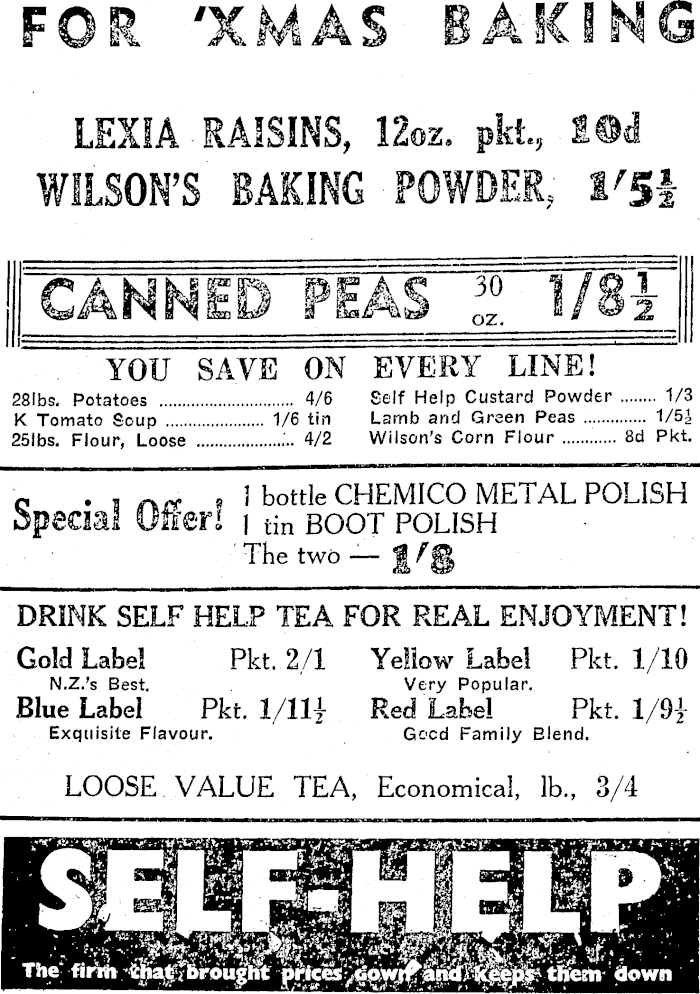 FOR 'XMAS BAKING
LEXIA RAISINS, 12oz. pkt., 10d
WILSON'S BAKING POWDER, 1'5½
CANNED PEAS 30 oz. 1/8½
YOU SAVE ON EVERY LINE!
28lbs. Potatoes ............................ 4/6
K Tomato Soup ..................... 1/6 tin
25lbs. Flour, Loose ..................... 4/2
Self Help Custard Powder ........ 1/3
Lamb and Green Peas ............. 1/5½
Wilson's Corn Flour ............ 8d Pkt.
Special Offer!
1 bottle CHEMICO METAL POLISH
1 tin BOOT POLISH
The two — 1'8
DRINK SELF HELP TEA FOR REAL ENJOYMENT!
Gold Label Pkt. 2/1
N.Z.'s Best.
Yellow Label Pkt. 1/10
Very Popular.
Blue Label Pkt. 1/11½
Exquisite Flavour.
Red Label Pkt. 1/9½
Good Family Blend.
LOOSE VALUE TEA, Economical, lb., 3/4
SELF-HELP
The firm that brought prices down and keeps them down